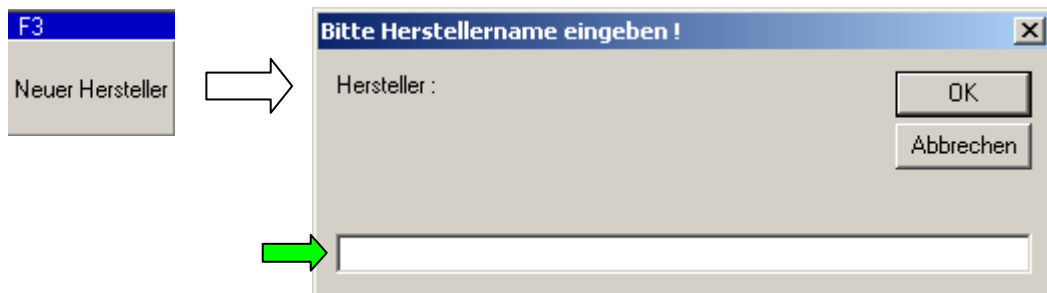 F3
Neuer Hersteller
Bitte Herstellername eingeben !
Hersteller :
OK
Abbrechen